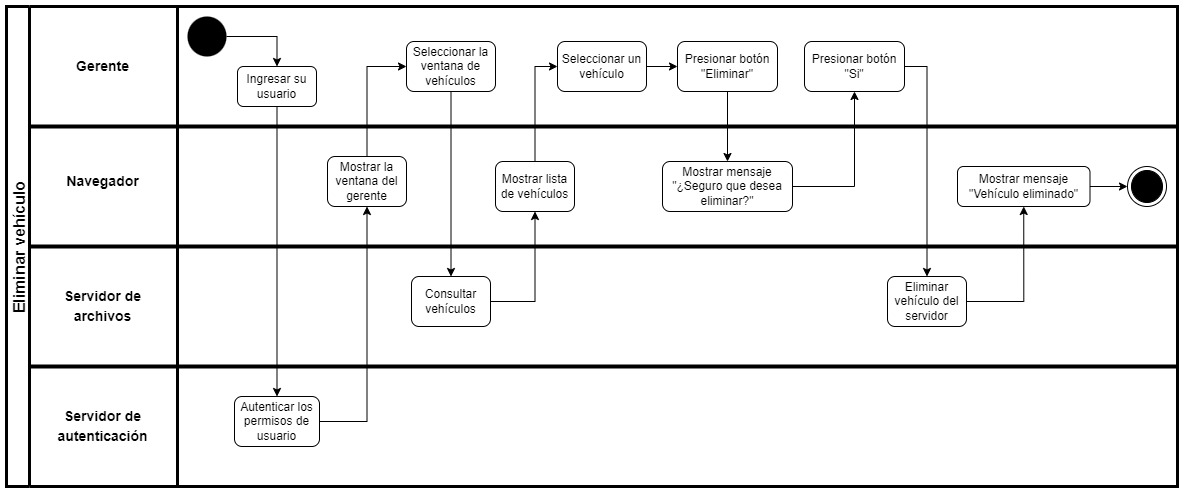 Eliminar vehículo
Gerente
Ingresar su
usuario
Seleccionar la
ventana de
vehículos
Seleccionar un
vehículo
Presionar botón
"Eliminar"
Presionar botón
"Si"
Navegador
Mostrar la
ventana del
gerente
Mostrar lista
de vehículos
Mostrar mensaje
"¿Seguro que desea
eliminar?"
Mostrar mensaje
"Vehículo eliminado"
Servidor de
archivos
Consultar
vehículos
Eliminar
vehículo del
servidor
Servidor de
autenticación
Autenticar los
permisos de
usuario